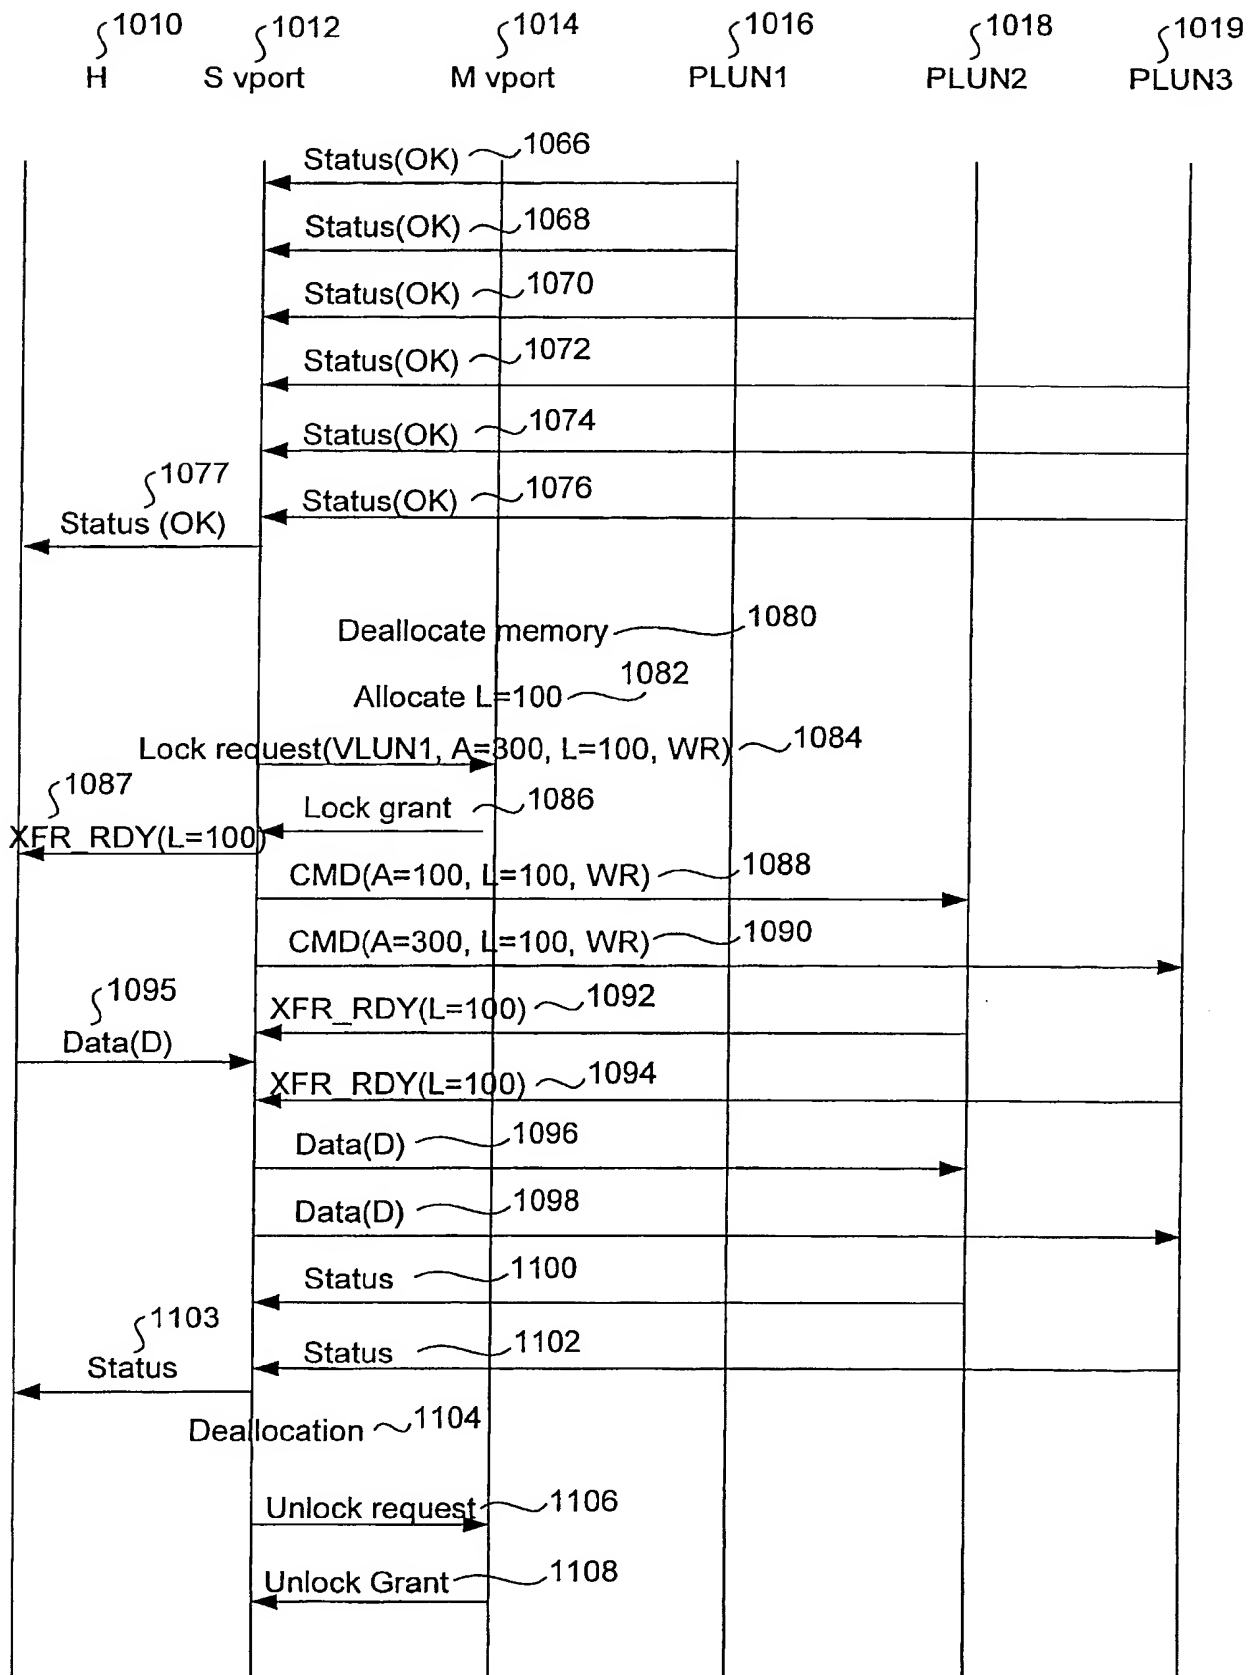 1010 1012 1014 1016 1018 1019
H S vport M vport PLUN1 PLUN2 PLUN3
Status(OK) 1066
Status(OK) 1068
Status(OK) 1070
Status(OK) 1072
Status(OK) 1074
1077
Status(OK) 1076
Status (OK)
Deallocate memory 1080
Allocate L=100 1082
Lock request(VLUN1, A=300, L=100, WR) 1084
1087
Lock grant 1086
XFR_RDY(L=100)
CMD(A=100, L=100, WR) 1088
CMD(A=300, L=100, WR) 1090
1095
XFR_RDY(L=100) 1092
Data(D)
XFR_RDY(L=100) 1094
Data(D) 1096
Data(D) 1098
Status 1100
1103
Status 1102
Status
Deallocation 1104
Unlock request 1106
Unlock Grant 1108